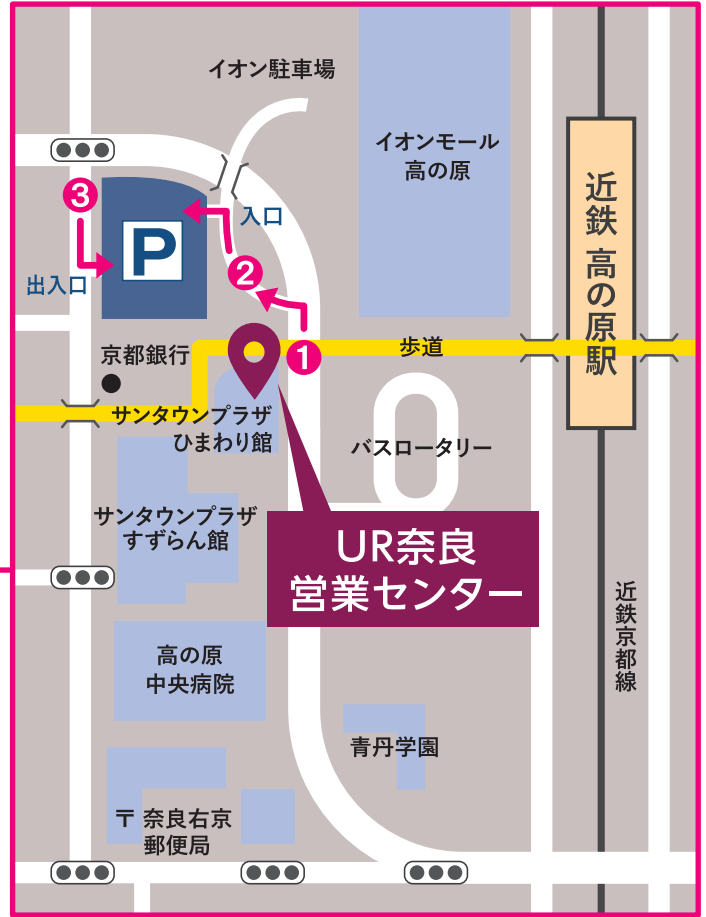 イオン駐車場
イオンモール
高の原
近鉄 高の原駅
3
入口
P
2
出入口
1
歩道
京都銀行
サンタウンプラザ
ひまわり館
バスロータリー
サンタウンプラザ
すずらん館
UR奈良
営業センター
近鉄京都線
高の原
中央病院
青丹学園
〒 奈良右京
郵便局